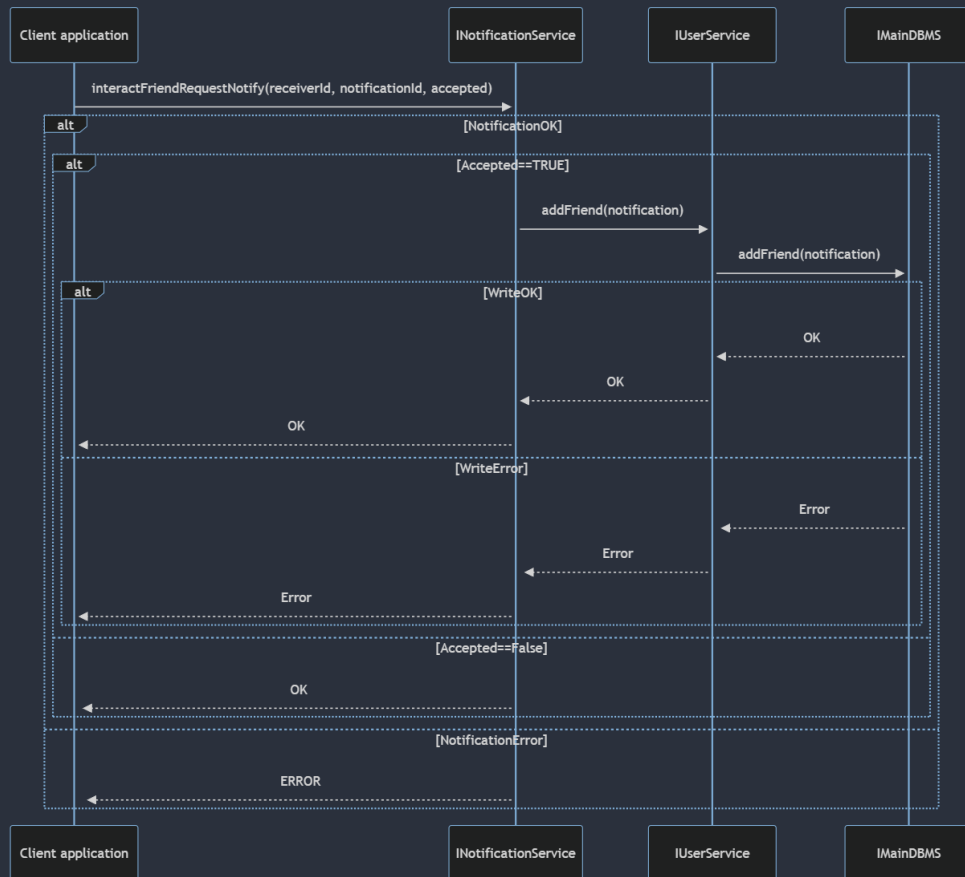 Client application
INotificationService
IUserService
IMainDBMS
interactFriendRequestNotify(receiverId, notificationId, accepted)
alt
[NotificationOK]
alt
[Accepted==TRUE]
addFriend(notification)
addFriend(notification)
alt
[WriteOK]
OK
OK
OK
[WriteError]
Error
Error
Error
[Accepted==False]
OK
[NotificationError]
ERROR
Client application
INotificationService
IUserService
IMainDBMS